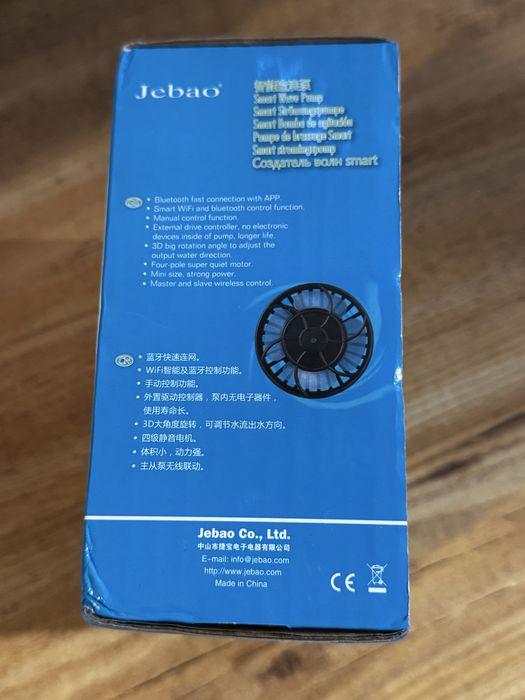 Jebao®
智能造浪泵
Smart Wave Pump
Smart Strömungspumpe
Smart Bomba de agitación
Pompe de brassage Smart
Smart stromingspomp
Создатель волн smart
• Bluetooth fast connection with APP.
• Smart WiFi and bluetooth control function.
• Manual control function.
• External drive controller, no electronic
devices inside of pump, longer life.
• 3D big rotation angle to adjust the
output water direction.
• Four-pole super quiet motor.
• Mini size, strong power.
• Master and slave wireless control.
• 蓝牙快速连网。
• WiFi智能及蓝牙控制功能。
• 手动控制功能。
• 外置驱动控制器，泵内无电子器件，
使用寿命长。
• 3D大角度旋转，可调节水流出水方向。
• 四级静音电机。
• 体积小，动力强。
• 主从泵无线联动。
Jebao Co., Ltd.
中山市捷宝电子电器有限公司
E-mail: info@jebao.com
http://www.jebao.com
Made in China
CE